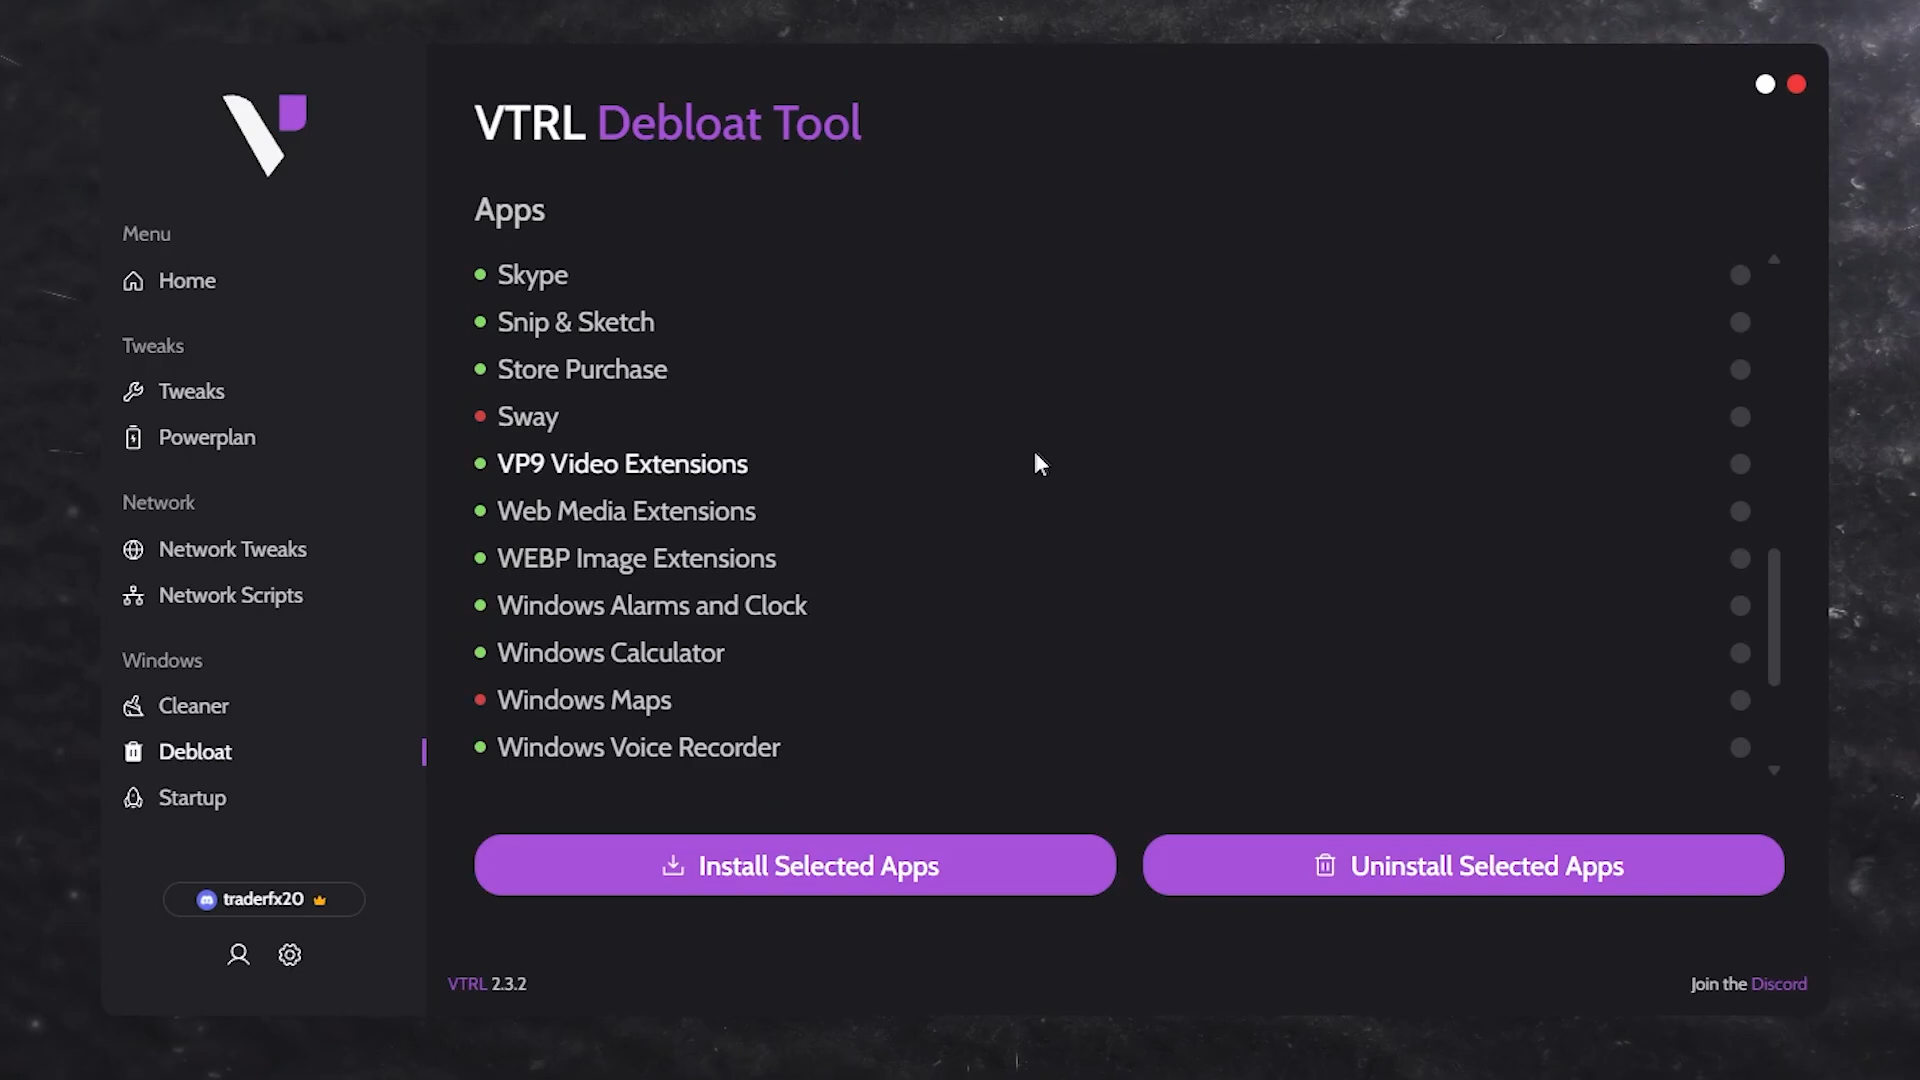 Menu
Home
Tweaks
Tweaks
Powerplan
Network
Network Tweaks
Network Scripts
Windows
Cleaner
Debloat
Startup
traderfx20
VTRL Debloat Tool
Apps
Skype
Snip & Sketch
Store Purchase
Sway
VP9 Video Extensions
Web Media Extensions
WEBP Image Extensions
Windows Alarms and Clock
Windows Calculator
Windows Maps
Windows Voice Recorder
Install Selected Apps
Uninstall Selected Apps
VTRL 2.3.2
Join the Discord